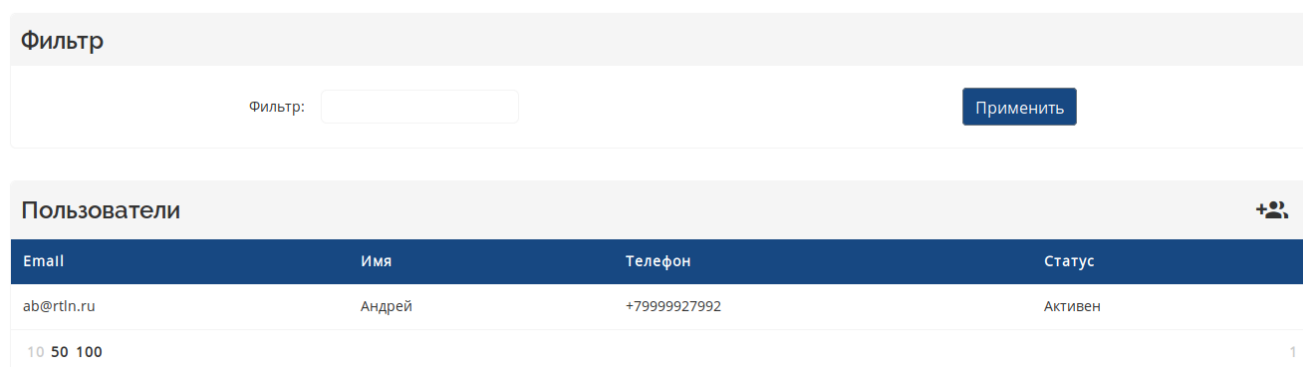 Фильтр
Фильтр: Применить
Пользователи
Email Имя Телефон Статус
ab@rtln.ru Андрей +79999927992 Активен
10 50 100 1